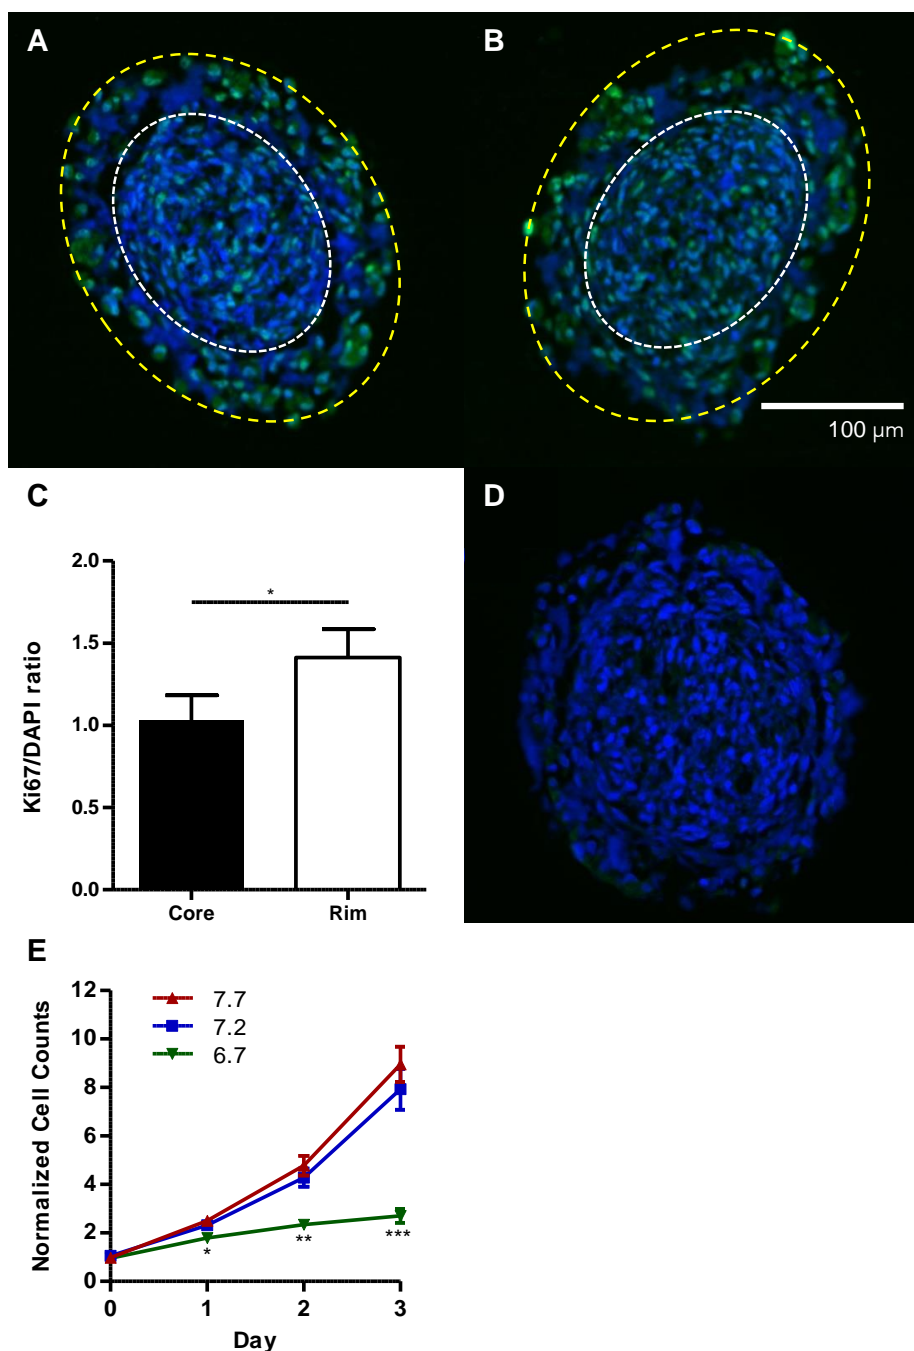 A
B
100 µm
C
D
2.0
1.5
1.0
0.5
0.0
Ki67/DAPI ratio
*
Core
Rim
E
12
10
8
6
4
2
0
Normalized Cell Counts
7.7
7.2
6.7
*
**
***
0 1 2 3
Day